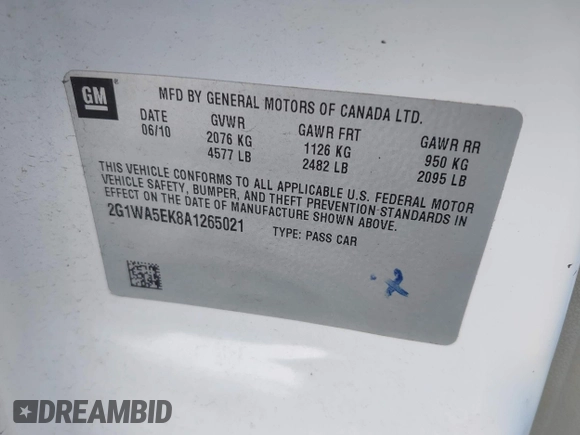 GM
MFD BY GENERAL MOTORS OF CANADA LTD.
DATE GVWR GAWR FRT GAWR RR
06/10 2076 KG 1126 KG 950 KG
4577 LB 2482 LB 2095 LB
THIS VEHICLE CONFORMS TO ALL APPLICABLE U.S. FEDERAL MOTOR
VEHICLE SAFETY, BUMPER, AND THEFT PREVENTION STANDARDS IN
EFFECT ON THE DATE OF MANUFACTURE SHOWN ABOVE.
2G1WA5EK8A1265021 TYPE: PASS CAR
DREAMBID